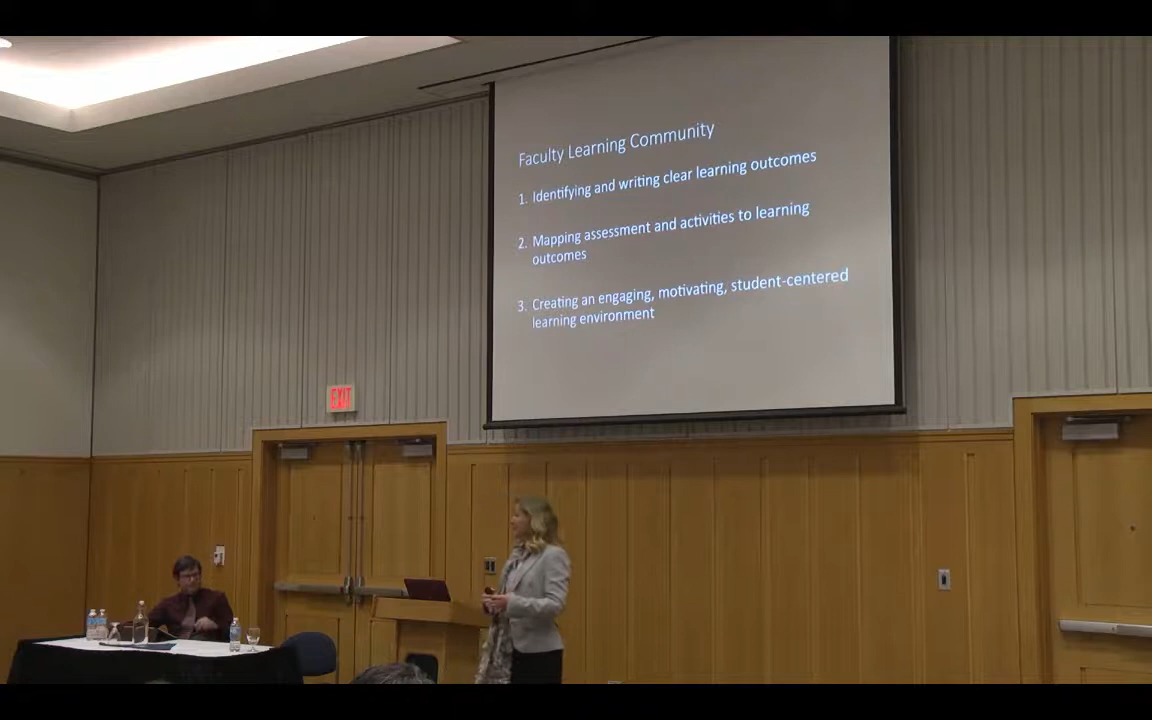 Faculty Learning Community
1. Identifying and writing clear learning outcomes
2. Mapping assessment and activities to learning
outcomes
3. Creating an engaging, motivating, student-centered
learning environment
EXIT